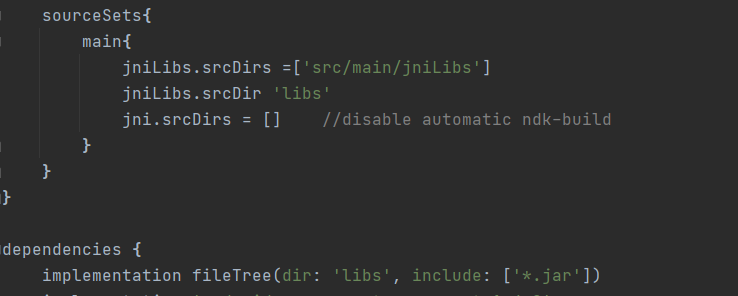 sourceSets{
main{
jniLibs.srcDirs =['src/main/jniLibs']
jniLibs.srcDir 'libs'
jni.srcDirs = [] //disable automatic ndk-build
}
}
}
dependencies {
implementation fileTree(dir: 'libs', include: ['*.jar'])